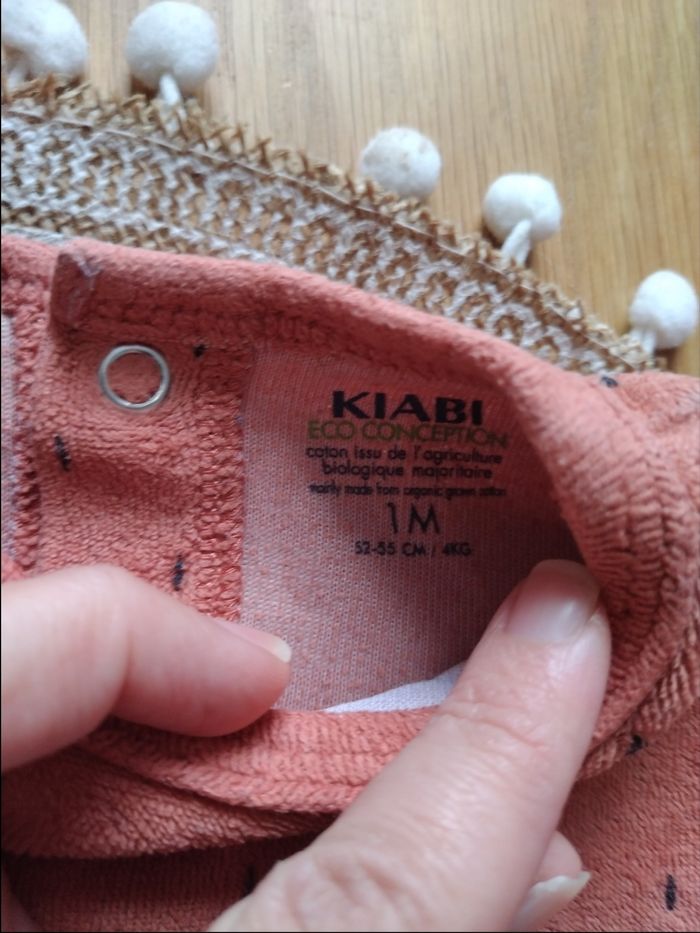 KIABI
ECO CONCEPTION
coton issu de l'agriculture
biologique majoritaire
mainly made from organic grown cotton
1M
52-55 CM / 4KG